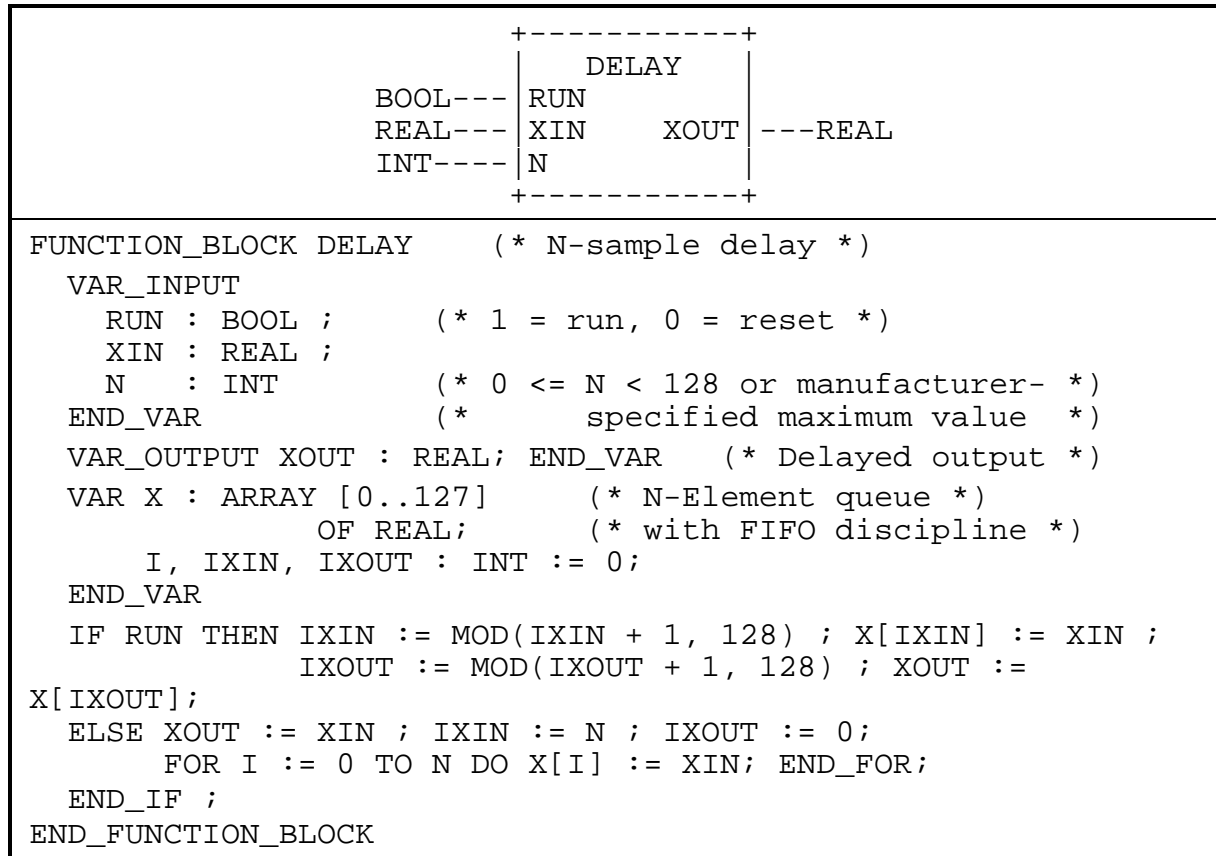 +-----------+
| DELAY |
BOOL---|RUN |
REAL---|XIN XOUT|---REAL
INT----|N |
+-----------+
FUNCTION_BLOCK DELAY (* N-sample delay *)
VAR_INPUT
RUN : BOOL ; (* 1 = run, 0 = reset *)
XIN : REAL ;
N : INT (* 0 <= N < 128 or manufacturer- *)
END_VAR (* specified maximum value *)
VAR_OUTPUT XOUT : REAL; END_VAR (* Delayed output *)
VAR X : ARRAY [0..127] (* N-Element queue *)
OF REAL; (* with FIFO discipline *)
I, IXIN, IXOUT : INT := 0;
END_VAR
IF RUN THEN IXIN := MOD(IXIN + 1, 128) ; X[IXIN] := XIN ;
IXOUT := MOD(IXOUT + 1, 128) ; XOUT :=
X[IXOUT];
ELSE XOUT := XIN ; IXIN := N ; IXOUT := 0;
FOR I := 0 TO N DO X[I] := XIN; END_FOR;
END_IF ;
END_FUNCTION_BLOCK